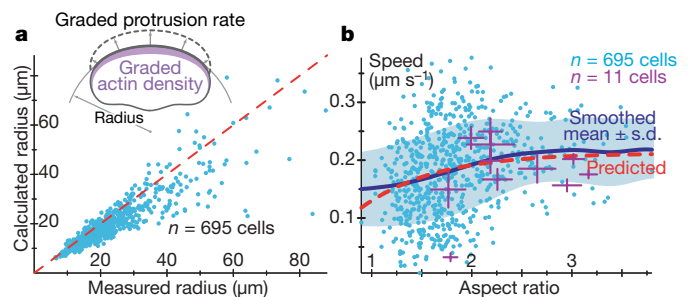 a
Graded protrusion rate
Graded
actin density
Radius
Calculated radius (μm)
60
40
20
n = 695 cells
20
40
60
80
Measured radius (μm)
b
Speed
(μm s⁻¹)
n = 695 cells
n = 11 cells
0.3
0.2
0.1
Smoothed
mean ± s.d.
Predicted
1
2
3
Aspect ratio